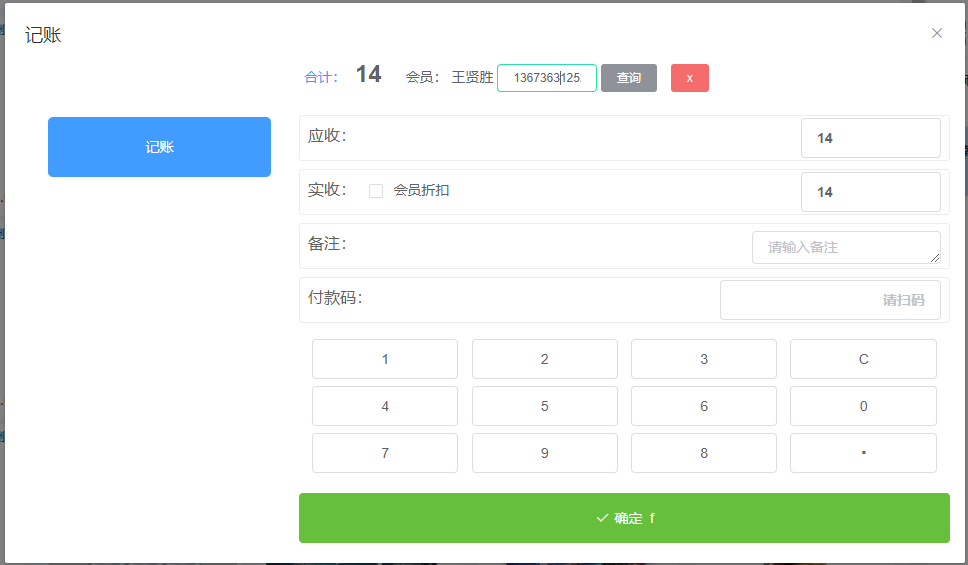 记账
合计： 14 会员： 王贤胜 1367363125 查询 x
记账
应收： 14
实收： 会员折扣 14
备注： 请输入备注
付款码： 请扫码
1 2 3 C
4 5 6 0
7 9 8 ·
确定 f